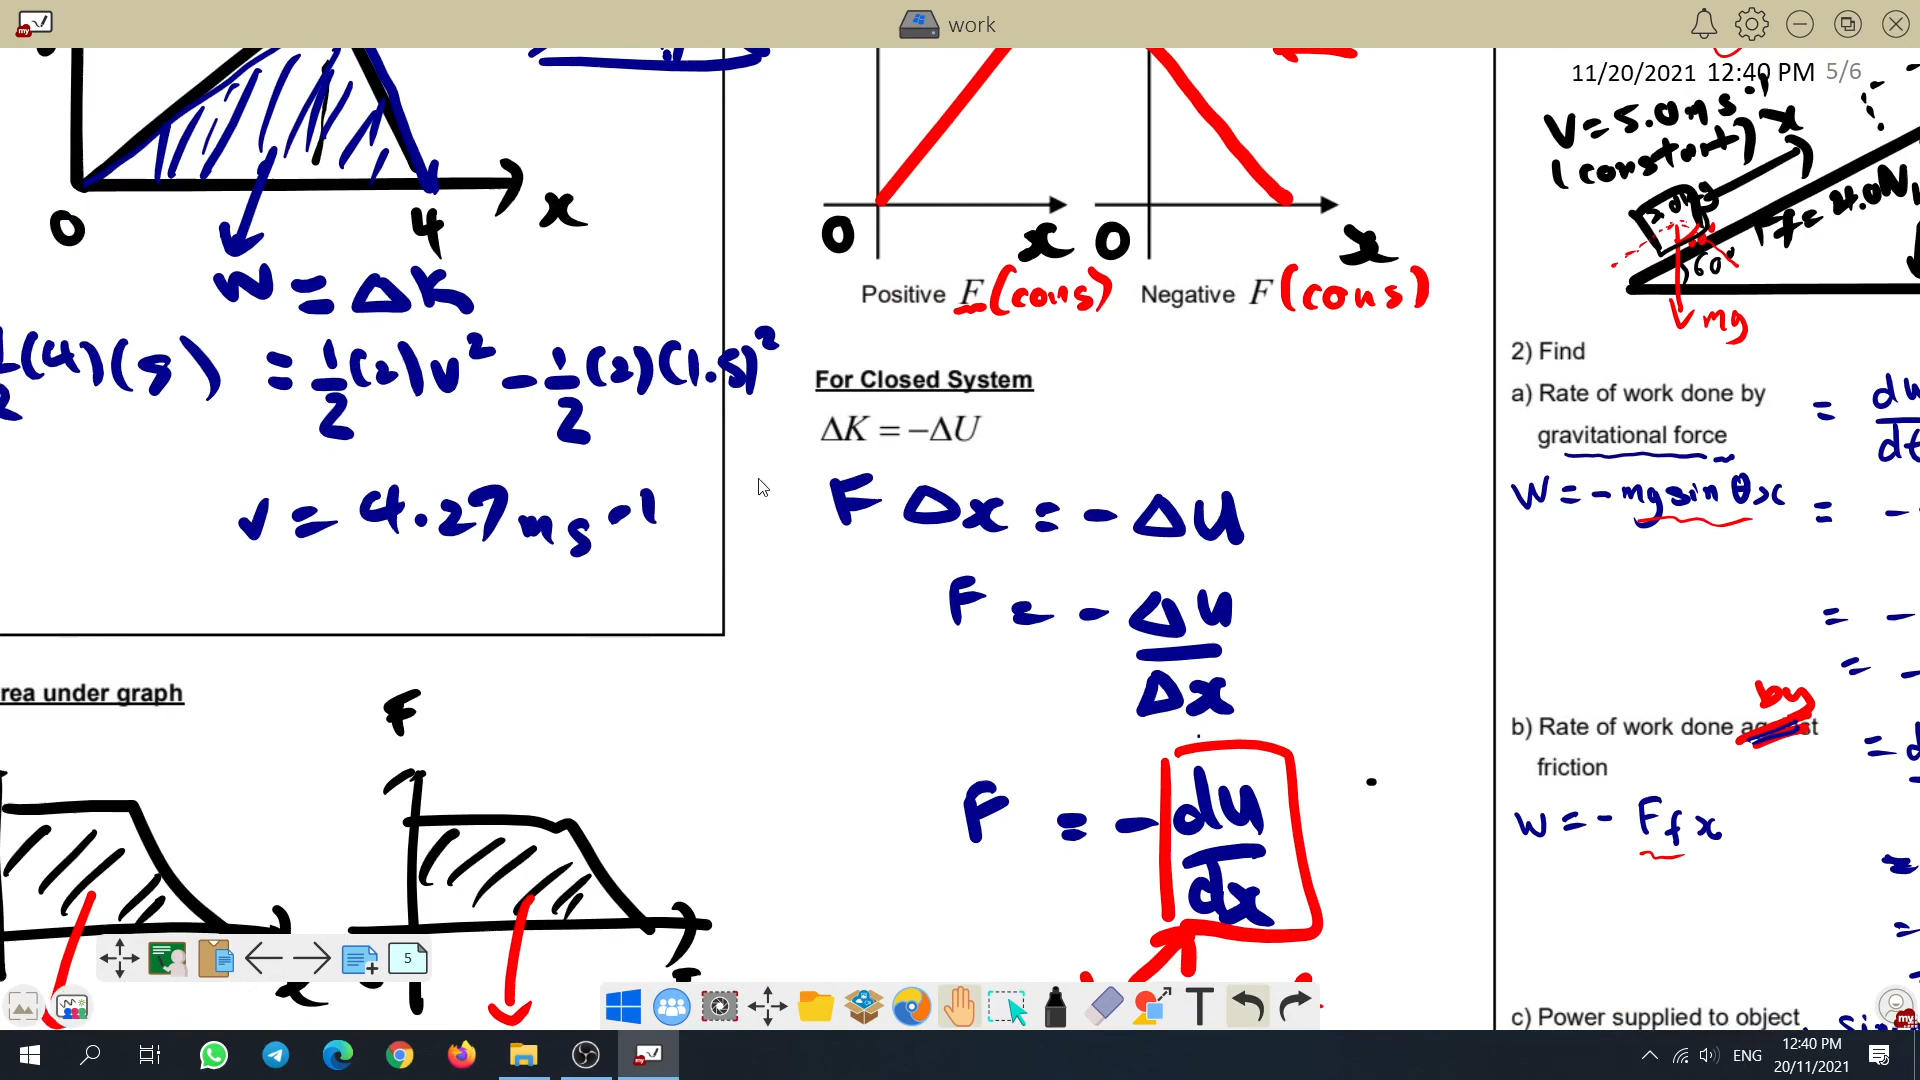 work
11/20/2021 12:40 PM 5/6
0
4
x
W = ΔK
(4)(8) = 1/2 (2)v² - 1/2 (2)(1.5)²
v = 4.27 ms⁻¹
rea under graph
F
0
x
0
x
Positive F (cons)
Negative F (cons)
For Closed System
ΔK = -ΔU
F Δx = - ΔU
F = - Δu/Δx
F = - du/dx
V = 5.0 ms⁻¹
(constant)
x
60°
mg
2) Find
a) Rate of work done by
gravitational force
W = - mg sin θ x
= -
= -
= -
by
b) Rate of work done against
friction
W = - Ff x
c) Power supplied to object
5
T
ENG
12:40 PM
20/11/2021